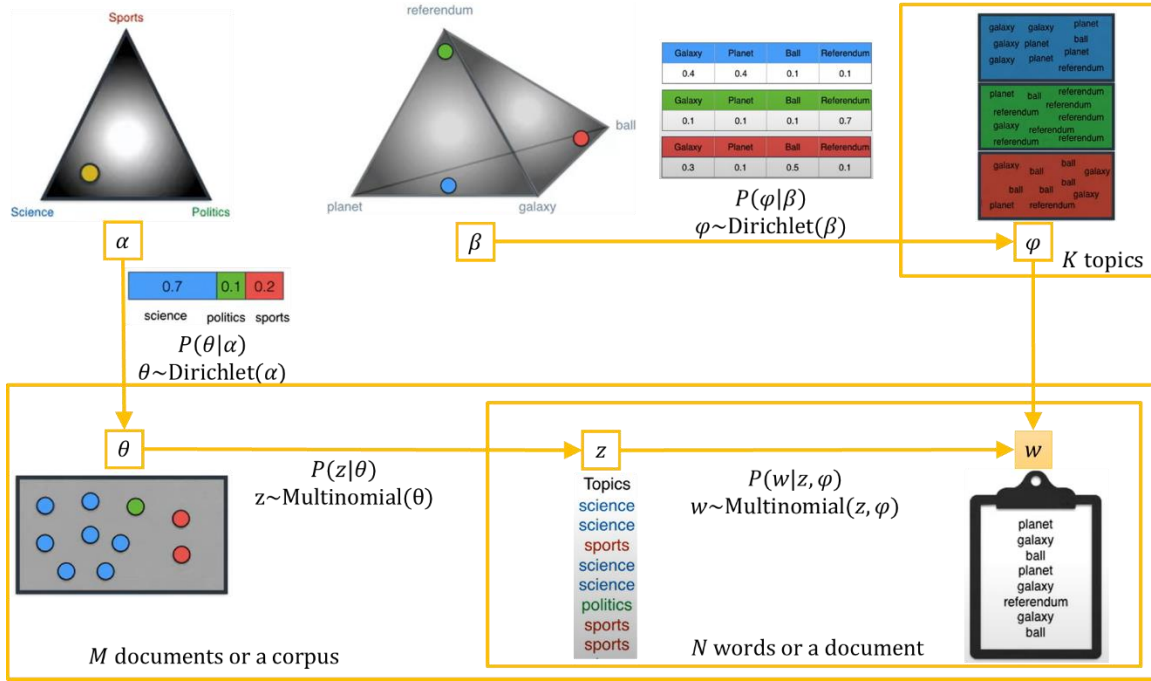 Sports
Science
Politics
α
0.7 0.1 0.2
science politics sports
P(θ|α)
θ~Dirichlet(α)
referendum
ball
planet
galaxy
β
Galaxy Planet Ball Referendum
0.4 0.4 0.1 0.1
Galaxy Planet Ball Referendum
0.1 0.1 0.1 0.7
Galaxy Planet Ball Referendum
0.3 0.1 0.5 0.1
P(φ|β)
φ~Dirichlet(β)
galaxy galaxy planet
ball
galaxy planet
planet
galaxy planet
referendum
planet ball referendum
referendum
referendum
referendum
galaxy referendum
referendum referendum
galaxy ball
ball galaxy
ball
ball ball
galaxy
planet referendum
φ
K topics
θ
P(z|θ)
z~Multinomial(θ)
M documents or a corpus
z
Topics
science
science
sports
science
science
politics
sports
sports
P(w|z, φ)
w~Multinomial(z, φ)
N words or a document
w
planet
galaxy
ball
planet
galaxy
referendum
galaxy
ball